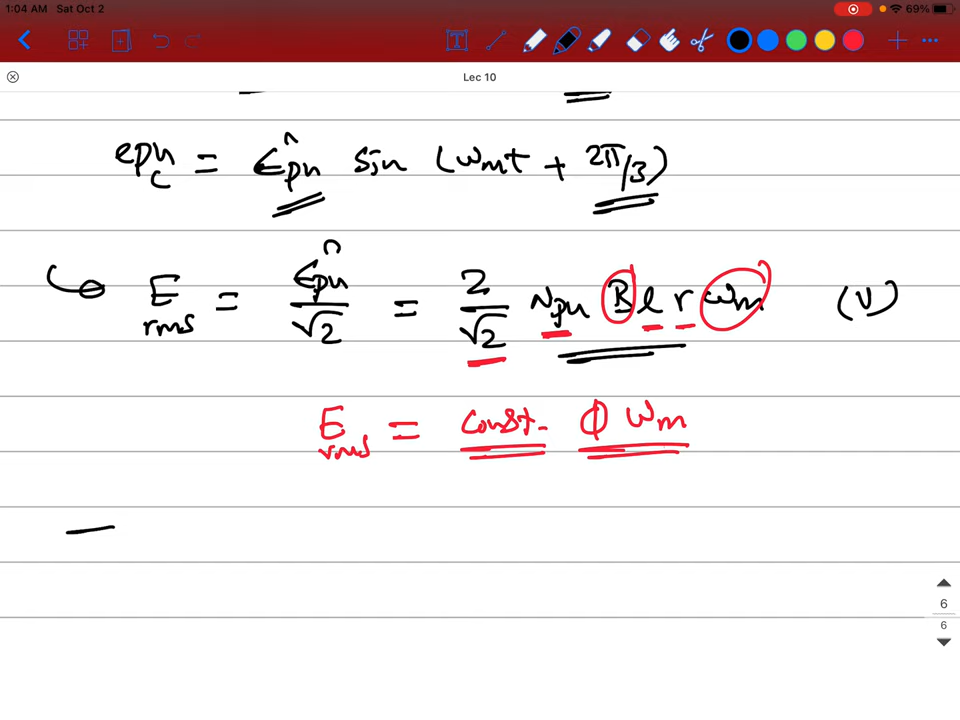 1:04 AM Sat Oct 2 69%
Lec 10
eph_c = Êph sin (ωmt + 2π/3)
E_rms = Êph/√2 = 2/√2 Nph B l r ωm (V)
E_rms = const. Φ ωm
6
6